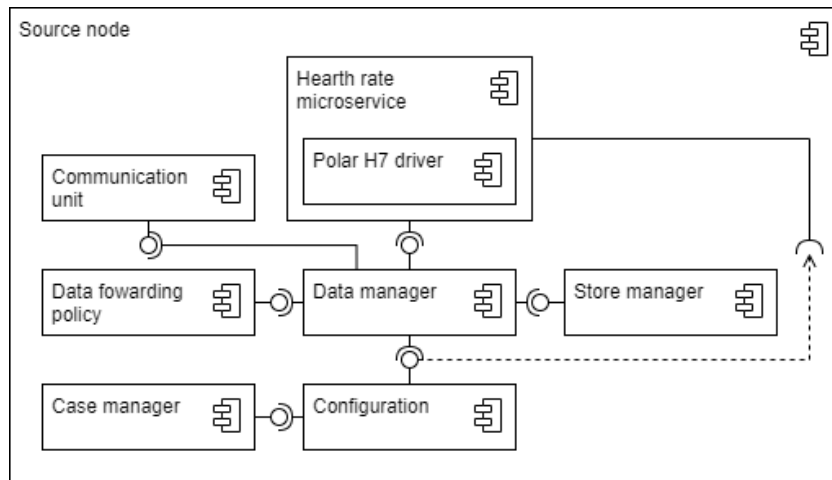 Source node
Hearth rate
microservice
Polar H7 driver
Communication
unit
Data fowarding
policy
Data manager
Store manager
Case manager
Configuration